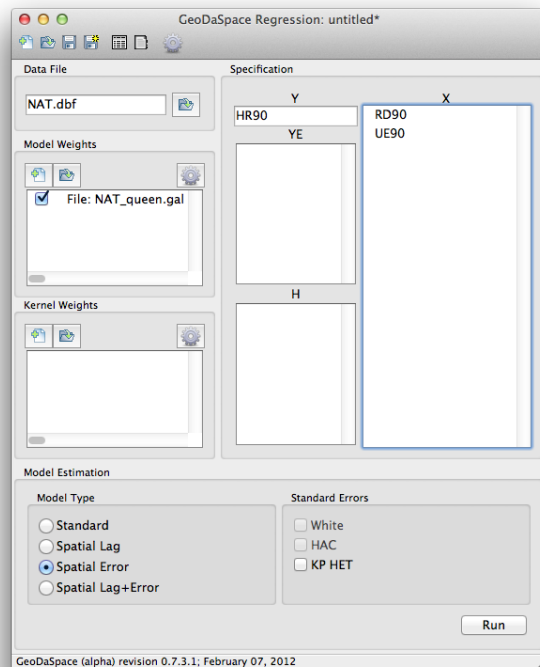 GeoDaSpace Regression: untitled*
Data File
NAT.dbf
Model Weights
File: NAT_queen.gal
Kernel Weights
Specification
Y
HR90
YE
H
X
RD90
UE90
Model Estimation
Model Type
Standard
Spatial Lag
Spatial Error
Spatial Lag+Error
Standard Errors
White
HAC
KP HET
Run
GeoDaSpace (alpha) revision 0.7.3.1; February 07, 2012